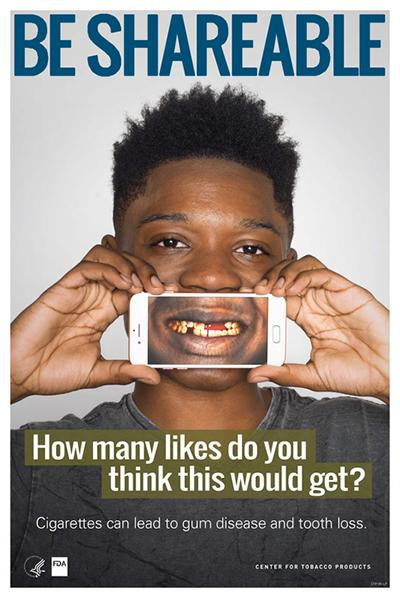 BE SHAREABLE
How many likes do you
think this would get?
Cigarettes can lead to gum disease and tooth loss.
FDA
CENTER FOR TOBACCO PRODUCTS